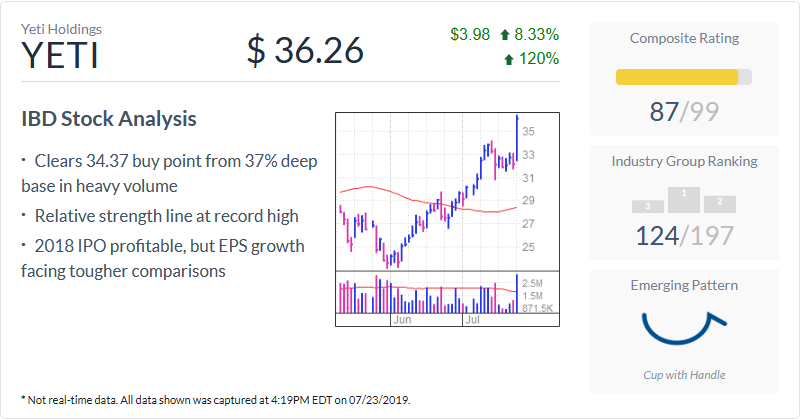 Yeti Holdings
YETI
$ 36.26
$3.98 8.33%
120%
IBD Stock Analysis
· Clears 34.37 buy point from 37% deep
base in heavy volume
· Relative strength line at record high
· 2018 IPO profitable, but EPS growth
facing tougher comparisons
35
33
31
29
27
25
2.5M
1.5M
871.5K
Jun Jul
Composite Rating
87/99
Industry Group Ranking
3 1 2
124/197
Emerging Pattern
Cup with Handle
* Not real-time data. All data shown was captured at 4:19PM EDT on 07/23/2019.